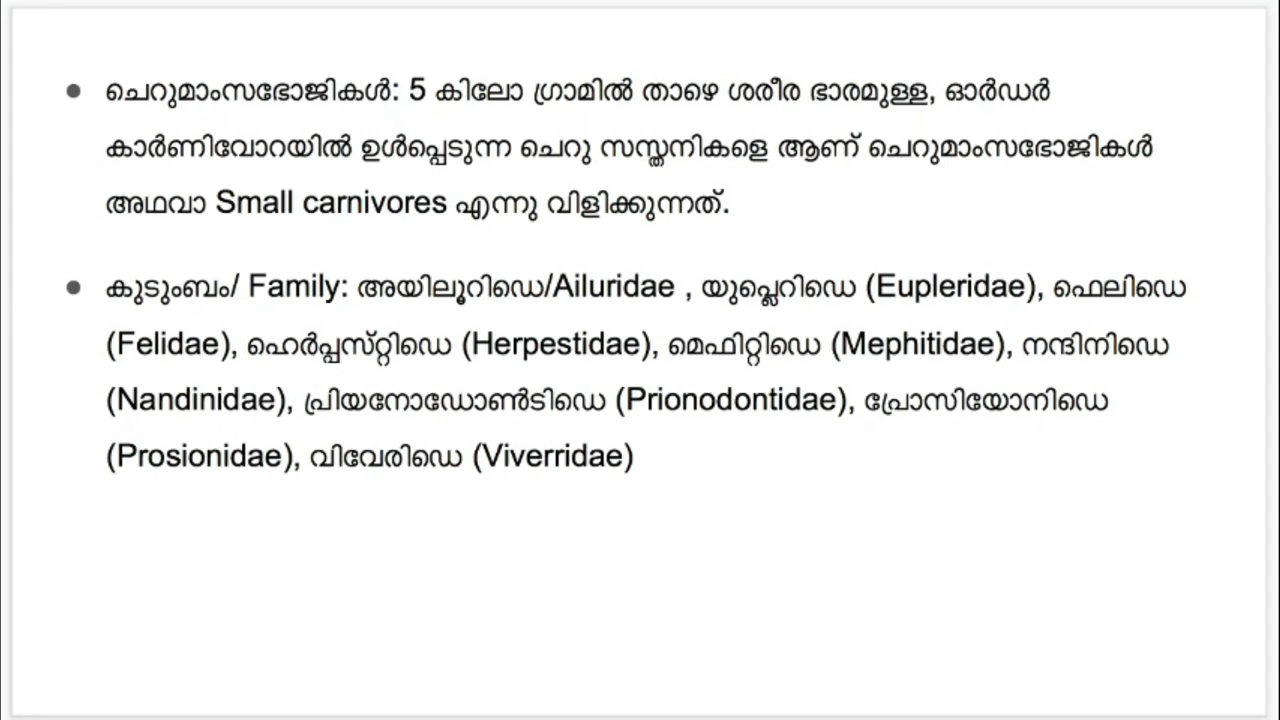 ചെറുമാംസഭോജികൾ: 5 കിലോ ഗ്രാമിൽ താഴെ ശരീര ഭാരമുള്ള, ഓർഡർ
കാർണിവോറയിൽ ഉൾപ്പെടുന്ന ചെറു സസ്തനികളെ ആണ് ചെറുമാംസഭോജികൾ
അഥവാ Small carnivores എന്നു വിളിക്കുന്നത്.
കുടുംബം/ Family: അയിലൂറിഡെ/Ailuridae , യുപ്ലെറിഡെ (Eupleridae), ഫെലിഡെ
(Felidae), ഹെർപ്പസ്റ്റിഡെ (Herpestidae), മെഫിറ്റിഡെ (Mephitidae), നന്ദിനിഡെ
(Nandinidae), പ്രിയനോഡോൺടിഡെ (Prionodontidae), പ്രോസിയോനിഡെ
(Prosionidae), വിവേരിഡെ (Viverridae)